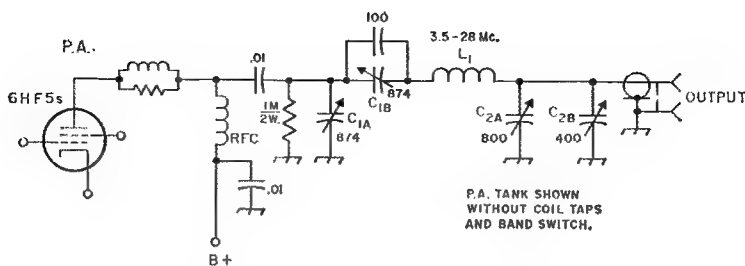 P.A.
6HF5s
.01
100
3.5-28 Mc.
L1
C1B
874
1M
2W.
C1A
874
RFC
.01
B+
C2A
800
C2B
400
OUTPUT
P.A. TANK SHOWN
WITHOUT COIL TAPS
AND BAND SWITCH.